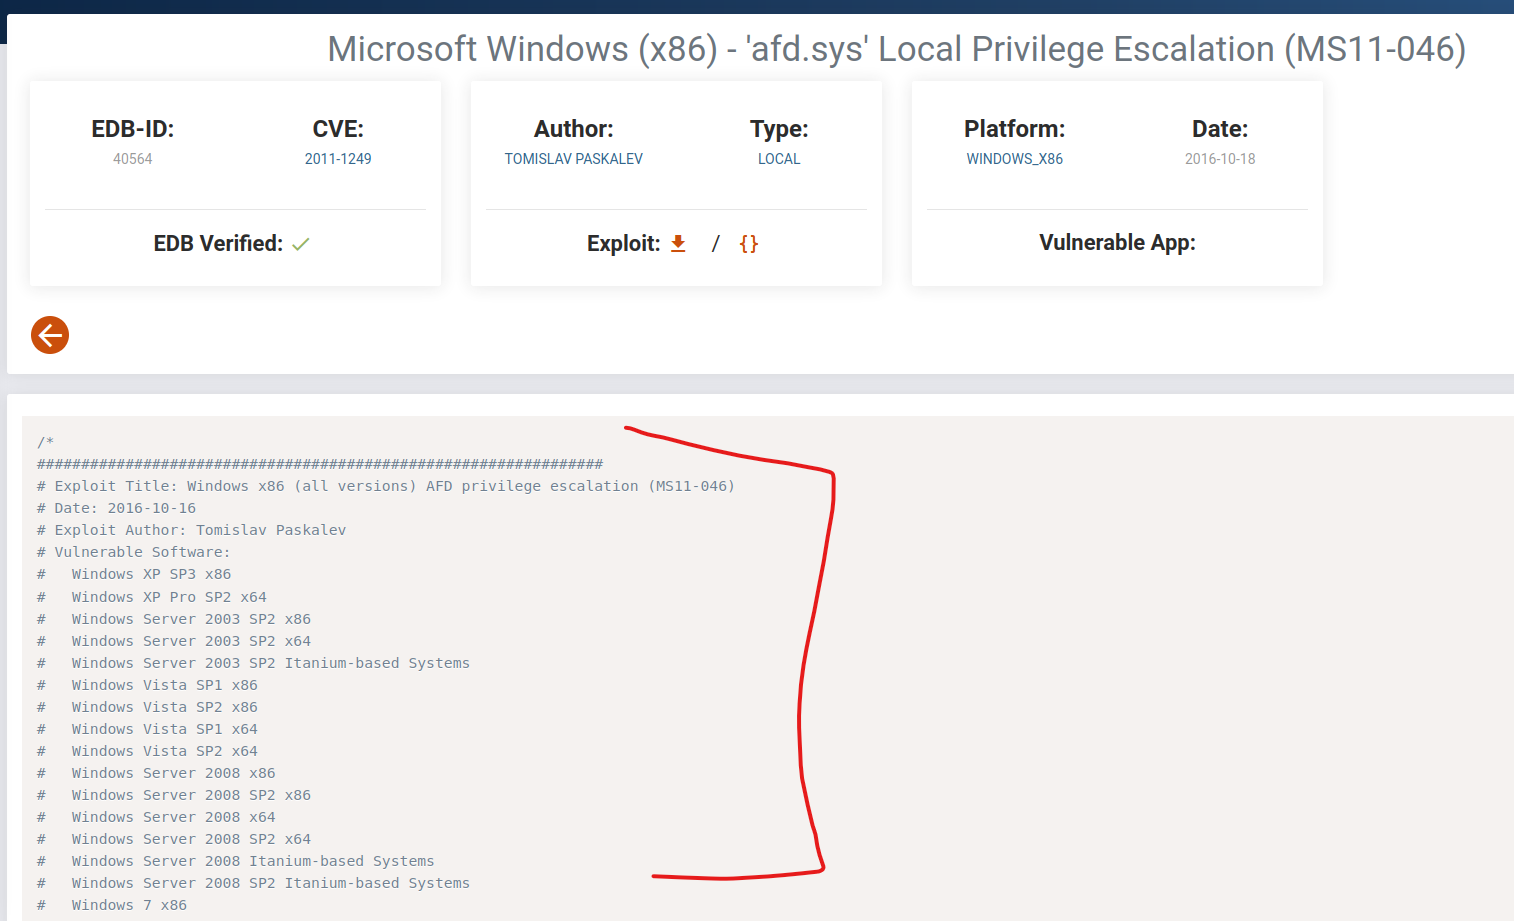 Microsoft Windows (x86) - 'afd.sys' Local Privilege Escalation (MS11-046)
EDB-ID:
40564
CVE:
2011-1249
EDB Verified:
Author:
TOMISLAV PASKALEV
Type:
LOCAL
Exploit: / {}
Platform:
WINDOWS_X86
Date:
2016-10-18
Vulnerable App:
/*
################################################################
# Exploit Title: Windows x86 (all versions) AFD privilege escalation (MS11-046)
# Date: 2016-10-16
# Exploit Author: Tomislav Paskalev
# Vulnerable Software:
#   Windows XP SP3 x86
#   Windows XP Pro SP2 x64
#   Windows Server 2003 SP2 x86
#   Windows Server 2003 SP2 x64
#   Windows Server 2003 SP2 Itanium-based Systems
#   Windows Vista SP1 x86
#   Windows Vista SP2 x86
#   Windows Vista SP1 x64
#   Windows Vista SP2 x64
#   Windows Server 2008 x86
#   Windows Server 2008 SP2 x86
#   Windows Server 2008 x64
#   Windows Server 2008 SP2 x64
#   Windows Server 2008 Itanium-based Systems
#   Windows Server 2008 SP2 Itanium-based Systems
#   Windows 7 x86